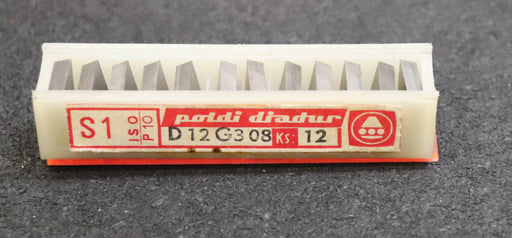 S1
ISO
P10
poldi diadur
D12G308 KS: 12